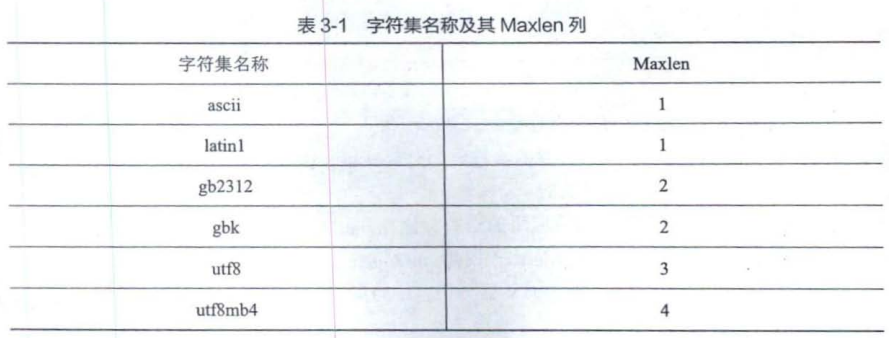 表 3-1 字符集名称及其 Maxlen 列
字符集名称 Maxlen
ascii 1
latin1 1
gb2312 2
gbk 2
utf8 3
utf8mb4 4